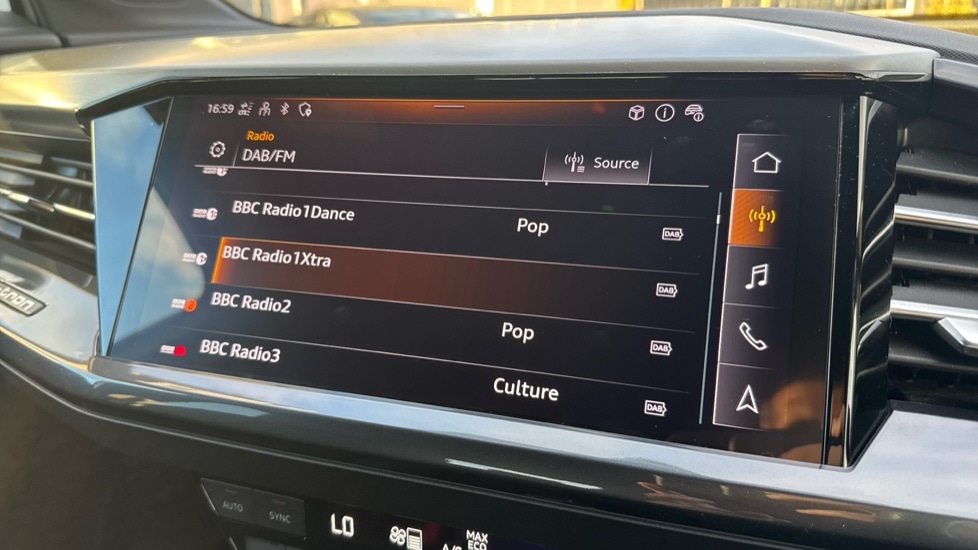 16:59
Radio
DAB/FM
Source
BBC Radio1Dance
Pop
DAB
BBC Radio1Xtra
DAB
BBC Radio2
Pop
DAB
BBC Radio3
Culture
DAB
AUTO
SYNC
LO
MAX
ECO